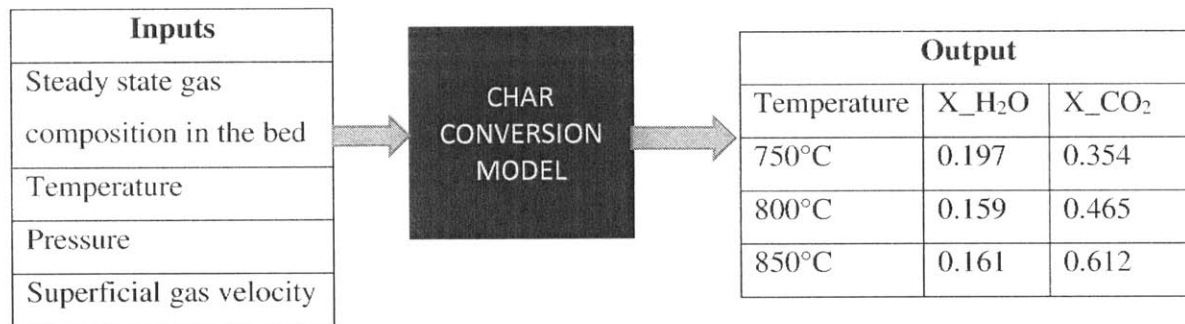 Inputs
Steady state gas
composition in the bed
Temperature
Pressure
Superficial gas velocity
CHAR
CONVERSION
MODEL
Output
Temperature X_H₂O X_CO₂
750°C 0.197 0.354
800°C 0.159 0.465
850°C 0.161 0.612